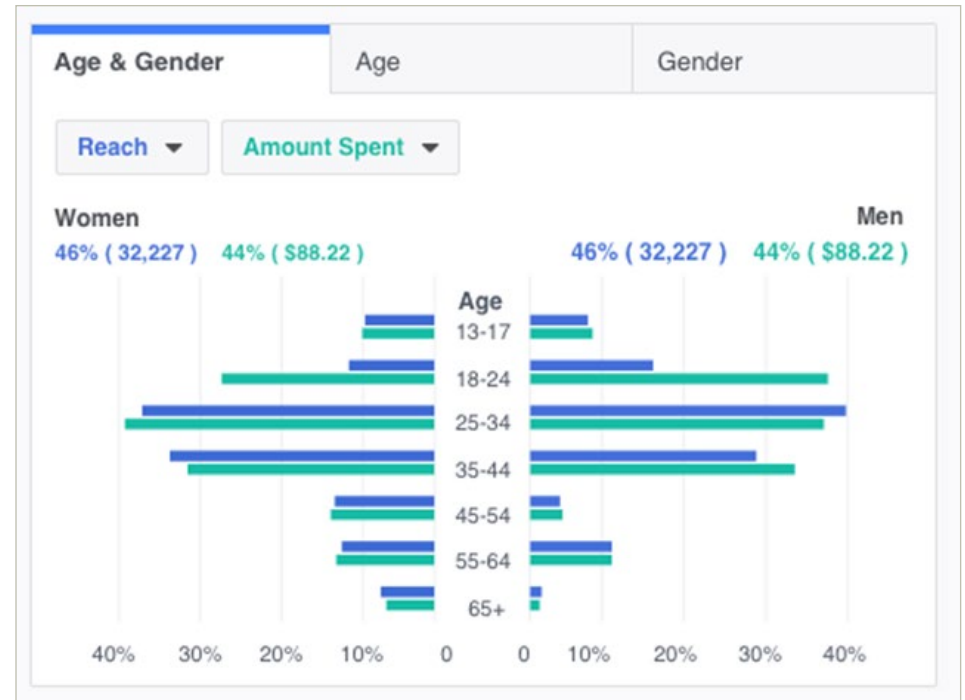 Age & Gender Age Gender
Reach Amount Spent
Women Men
46% ( 32,227 ) 44% ( $88.22 ) 46% ( 32,227 ) 44% ( $88.22 )
Age
13-17
18-24
25-34
35-44
45-54
55-64
65+
40% 30% 20% 10% 0 0 10% 20% 30% 40%